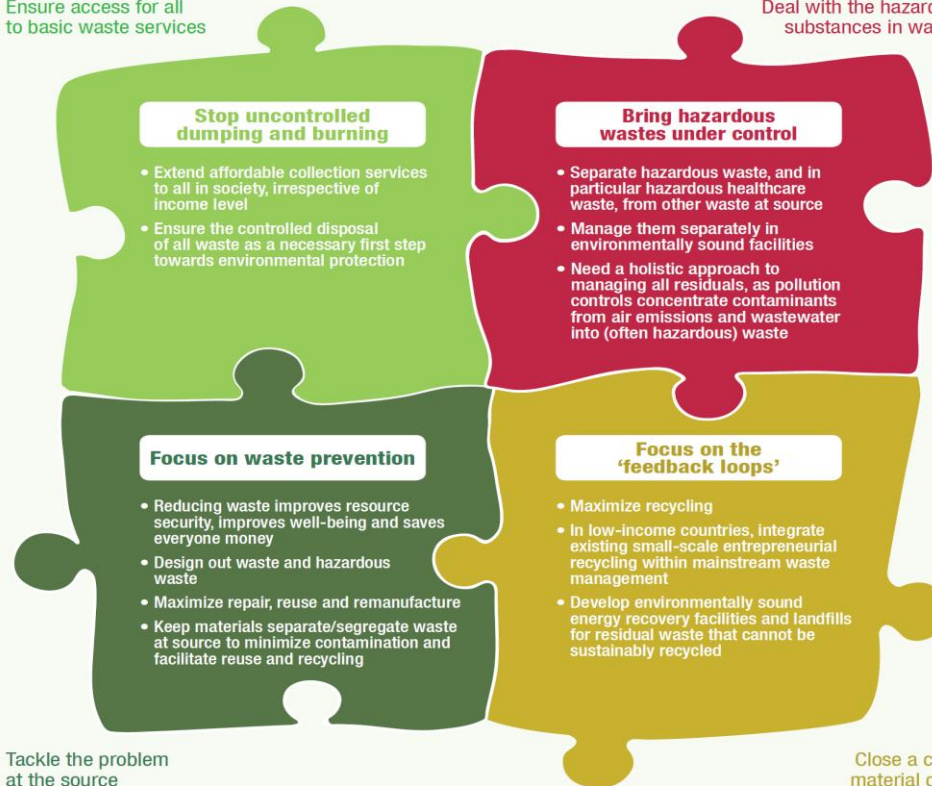 Ensure access for all
to basic waste services
Deal with the
substances in
Stop uncontrolled
dumping and burning
• Extend affordable collection services
to all in society, irrespective of
income level
• Ensure the controlled disposal
of all waste as a necessary first step
towards environmental protection
Bring hazardous
wastes under control
• Separate hazardous waste, and in
particular hazardous healthcare
waste, from other waste at source
• Manage them separately in
environmentally sound facilities
• Need a holistic approach to
managing all residuals, as pollution
controls concentrate contaminants
from air emissions and wastewater
into (often hazardous) waste
Focus on waste prevention
• Reducing waste improves resource
security, improves well-being and saves
everyone money
• Design out waste and hazardous
waste
• Maximize repair, reuse and remanufacture
• Keep materials separate/segregate waste
at source to minimize contamination and
facilitate reuse and recycling
Focus on the
‘feedback loops’
• Maximize recycling
• In low-income countries, integrate
existing small-scale entrepreneurial
recycling within mainstream waste
management
• Develop environmentally sound
energy recovery facilities and landfills
for residual waste that cannot be
sustainably recycled
Tackle the problem
at the source
Close a
material